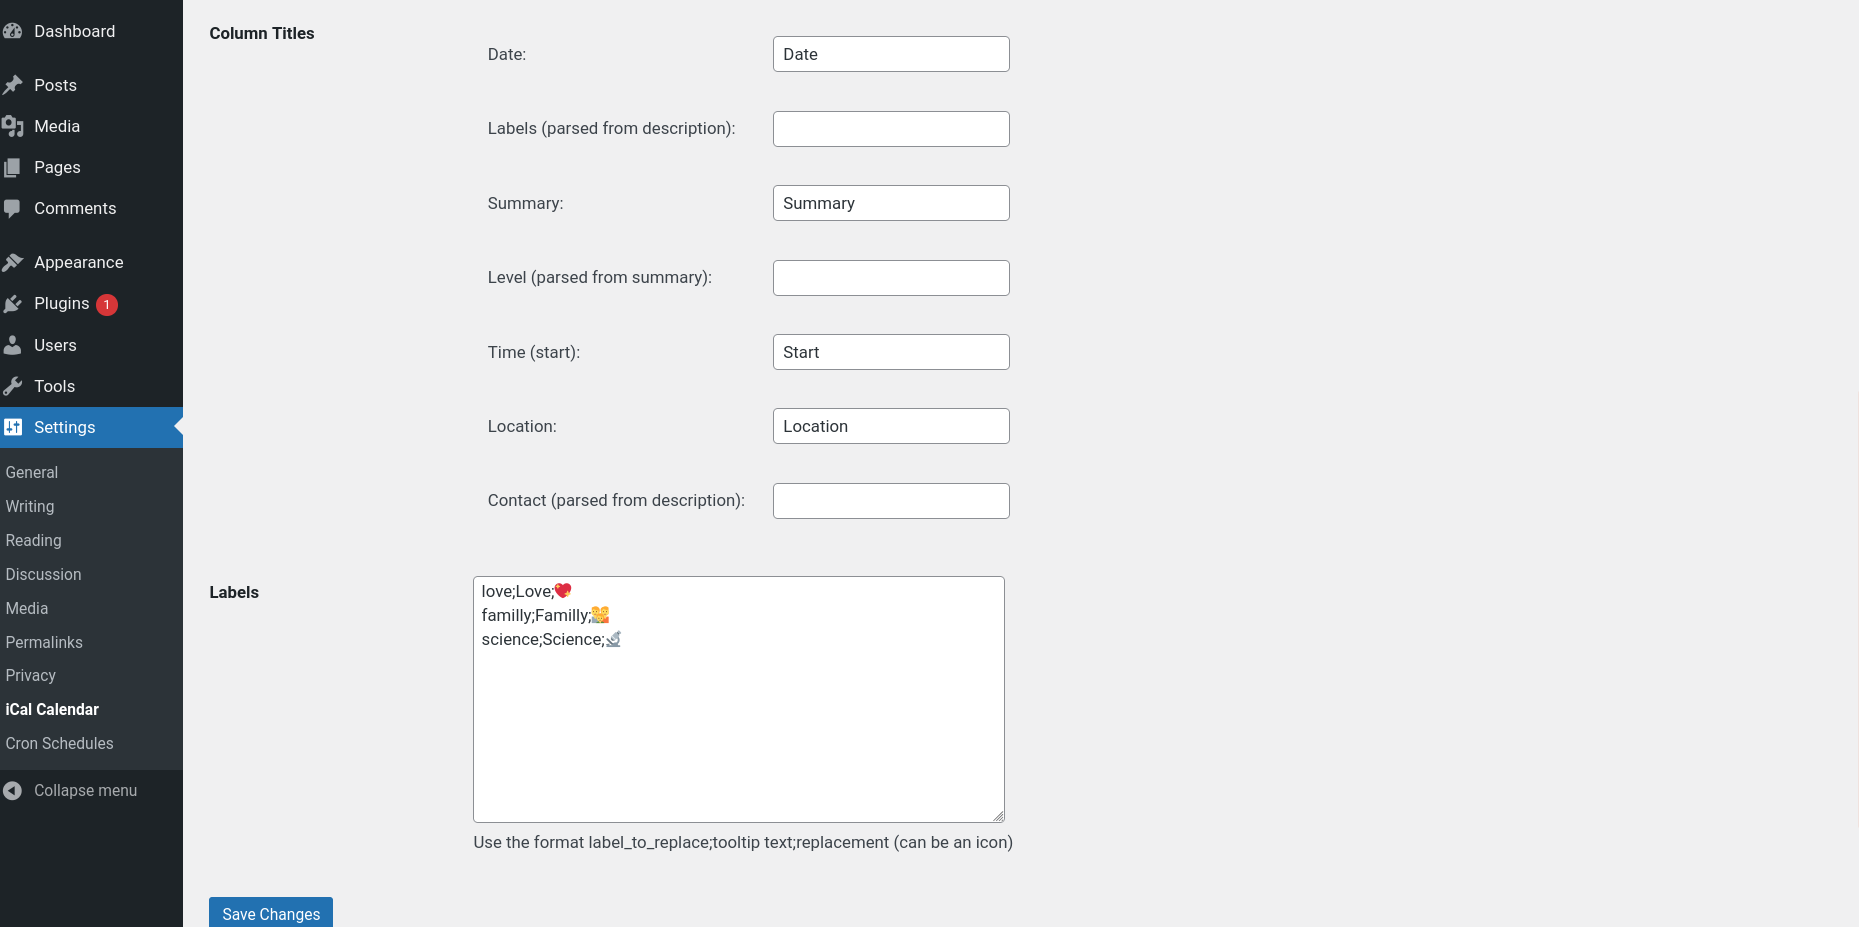 Dashboard
Posts
Media
Pages
Comments
Appearance
Plugins 1
Users
Tools
Settings
General
Writing
Reading
Discussion
Media
Permalinks
Privacy
iCal Calendar
Cron Schedules
Collapse menu
Column Titles
Date: Date
Labels (parsed from description):
Summary: Summary
Level (parsed from summary):
Time (start): Start
Location: Location
Contact (parsed from description):
Labels
love;Love;💖
familly;Familly;👪
science;Science;🔬
Use the format label_to_replace;tooltip text;replacement (can be an icon)
Save Changes